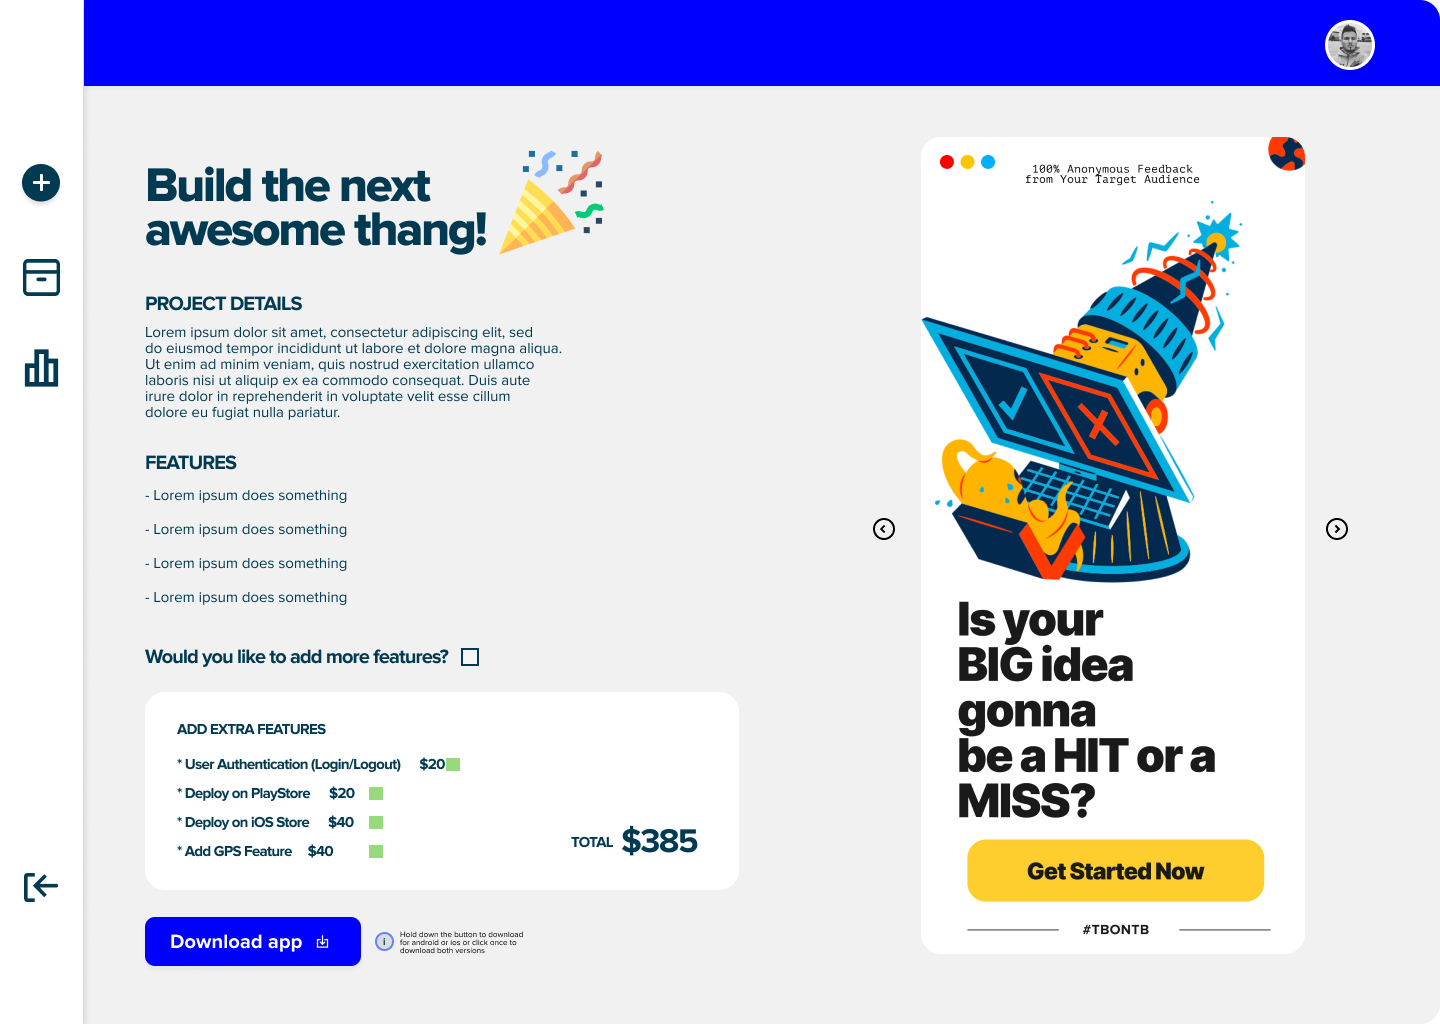 Build the next
awesome thang!
PROJECT DETAILS
Lorem ipsum dolor sit amet, consectetur adipiscing elit, sed
do eiusmod tempor incididunt ut labore et dolore magna aliqua.
Ut enim ad minim veniam, quis nostrud exercitation ullamco
laboris nisi ut aliquip ex ea commodo consequat. Duis aute
irure dolor in reprehenderit in voluptate velit esse cillum
dolore eu fugiat nulla pariatur.
FEATURES
- Lorem ipsum does something
- Lorem ipsum does something
- Lorem ipsum does something
- Lorem ipsum does something
Would you like to add more features?
ADD EXTRA FEATURES
* User Authentication (Login/Logout) $20
* Deploy on PlayStore $20
* Deploy on iOS Store $40
* Add GPS Feature $40
TOTAL $385
Download app
i
Hold down the button to download
for android or ios or click once to
download both versions
100% Anonymous Feedback
from Your Target Audience
Is your
BIG idea
gonna
be a HIT or a
MISS?
Get Started Now
#TBONTB